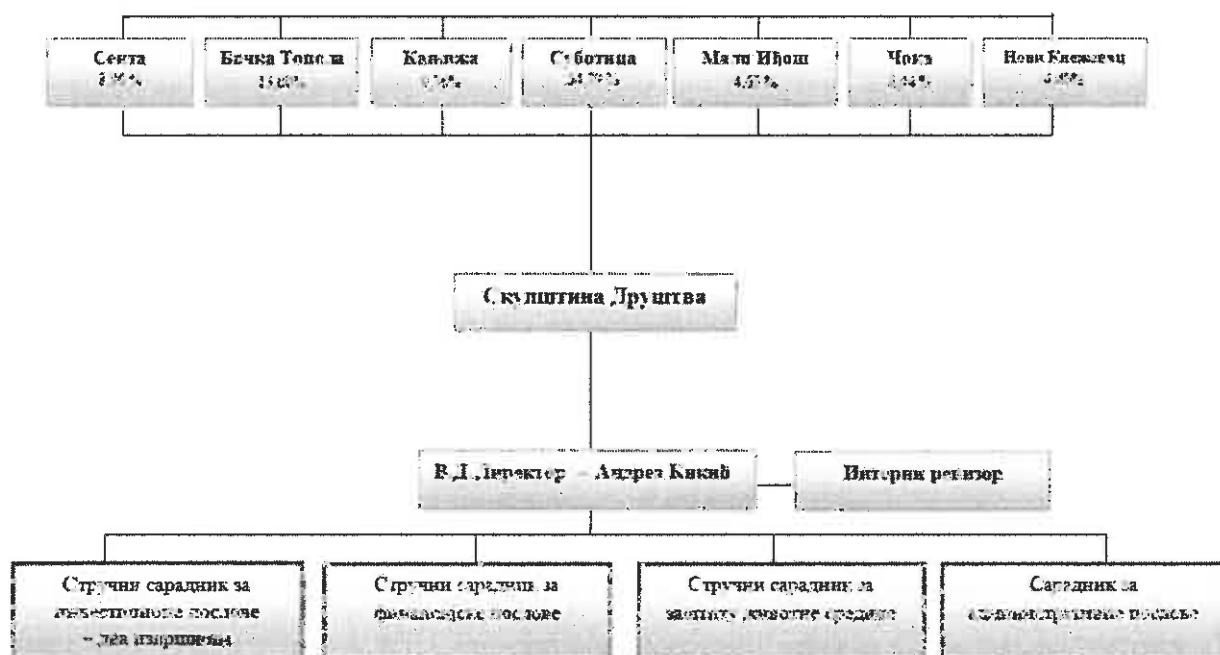 Сента
Бачка Топола
Кањижа
Суботица
Мали Иђош
Чока
Нови Кнежевац
4,57%
Скупштина Друштва
В.Д. Директор – Андреа Кикић
Интерни ревизор
Стручни сарадник за
инвестиционе послове
– два извршиоца
Стручни сарадник за
финансијске послове
Стручни сарадник за
заштиту животне средине
Сарадник за
административне послове